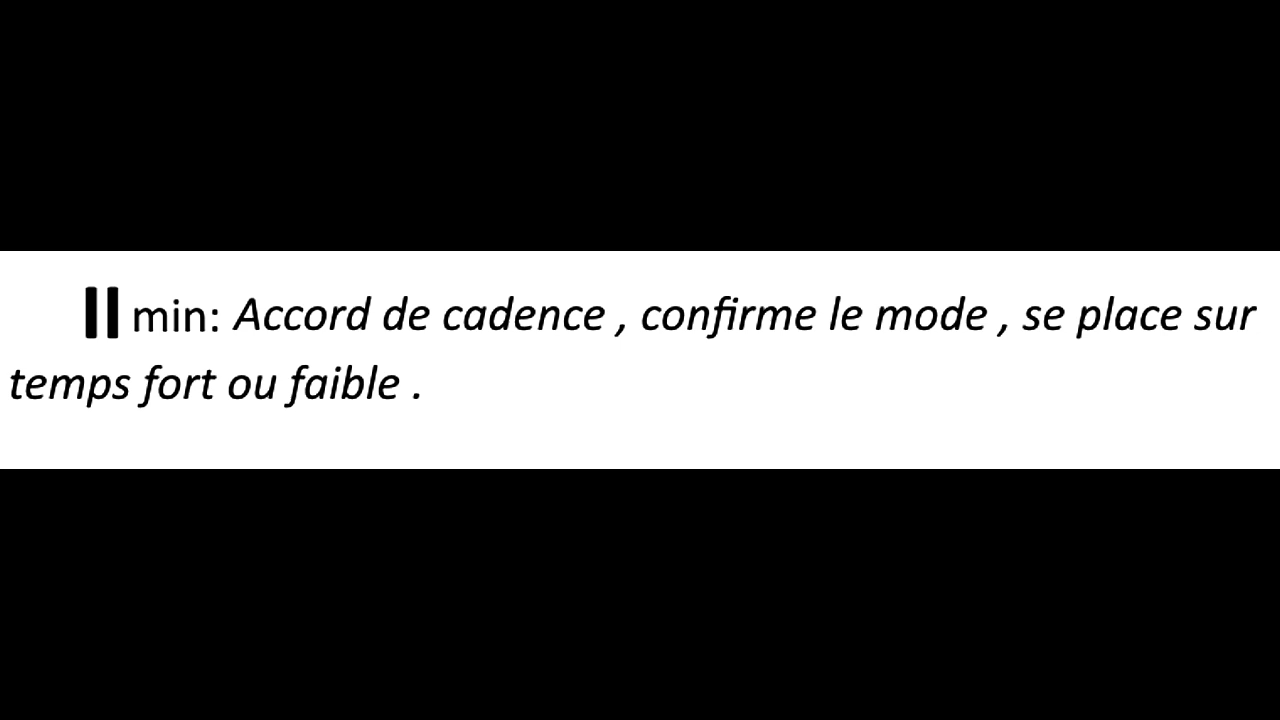 II min: Accord de cadence , confirme le mode , se place sur
temps fort ou faible .